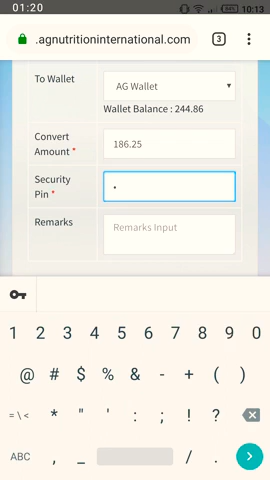 01:20
84%
10:13
.agnutritioninternational.com
3
To Wallet
AG Wallet
Wallet Balance : 244.86
Convert
Amount *
186.25
Security
Pin *
•
Remarks
Remarks Input
1 2 3 4 5 6 7 8 9 0
@ # $ % & - + ( )
= \ < * " ' : ; ! ?
ABC , _ / .